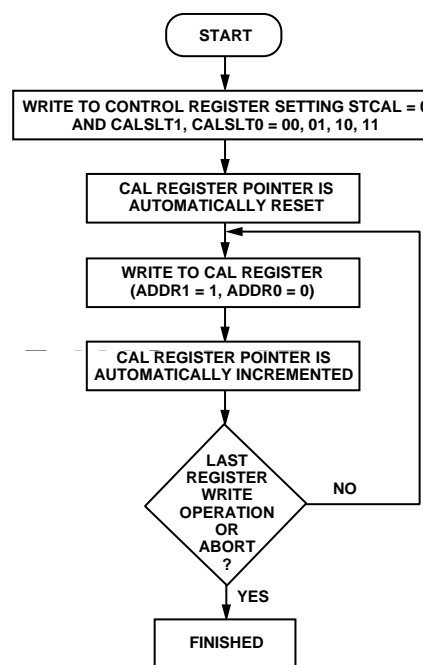 START
WRITE TO CONTROL REGISTER SETTING STCAL = 0
AND CALSLT1, CALSLT0 = 00, 01, 10, 11
CAL REGISTER POINTER IS
AUTOMATICALLY RESET
WRITE TO CAL REGISTER
(ADDR1 = 1, ADDR0 = 0)
CAL REGISTER POINTER IS
AUTOMATICALLY INCREMENTED
LAST
REGISTER
WRITE
OPERATION
OR
ABORT
?
NO
YES
FINISHED